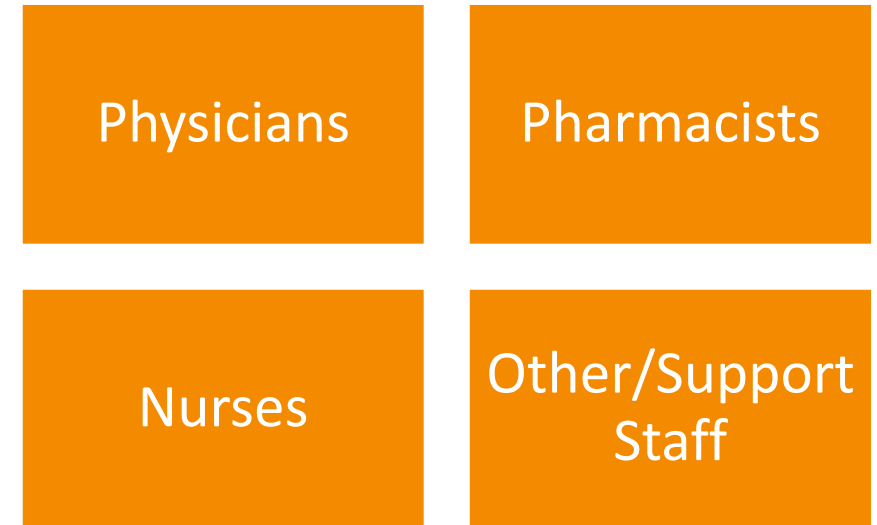 Physicians
Pharmacists
Nurses
Other/Support
Staff